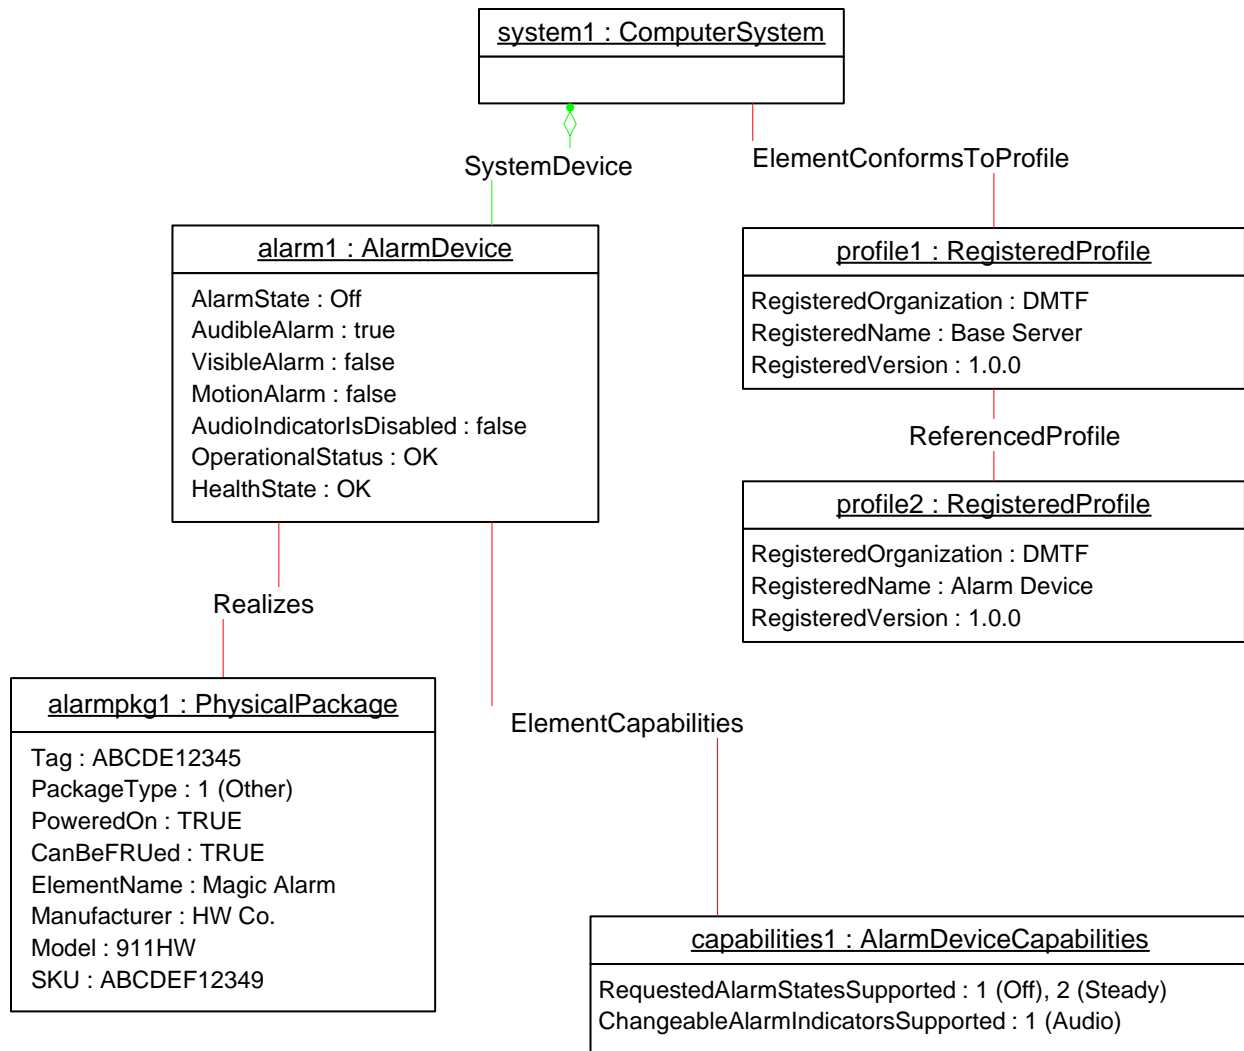 system1 : ComputerSystem
SystemDevice
ElementConformsToProfile
alarm1 : AlarmDevice
AlarmState : Off
AudibleAlarm : true
VisibleAlarm : false
MotionAlarm : false
AudioIndicatorIsDisabled : false
OperationalStatus : OK
HealthState : OK
profile1 : RegisteredProfile
RegisteredOrganization : DMTF
RegisteredName : Base Server
RegisteredVersion : 1.0.0
ReferencedProfile
profile2 : RegisteredProfile
RegisteredOrganization : DMTF
RegisteredName : Alarm Device
RegisteredVersion : 1.0.0
Realizes
alarmpkg1 : PhysicalPackage
Tag : ABCDE12345
PackageType : 1 (Other)
PoweredOn : TRUE
CanBeFRUed : TRUE
ElementName : Magic Alarm
Manufacturer : HW Co.
Model : 911HW
SKU : ABCDEF12349
ElementCapabilities
capabilities1 : AlarmDeviceCapabilities
RequestedAlarmStatesSupported : 1 (Off), 2 (Steady)
ChangeableAlarmIndicatorsSupported : 1 (Audio)